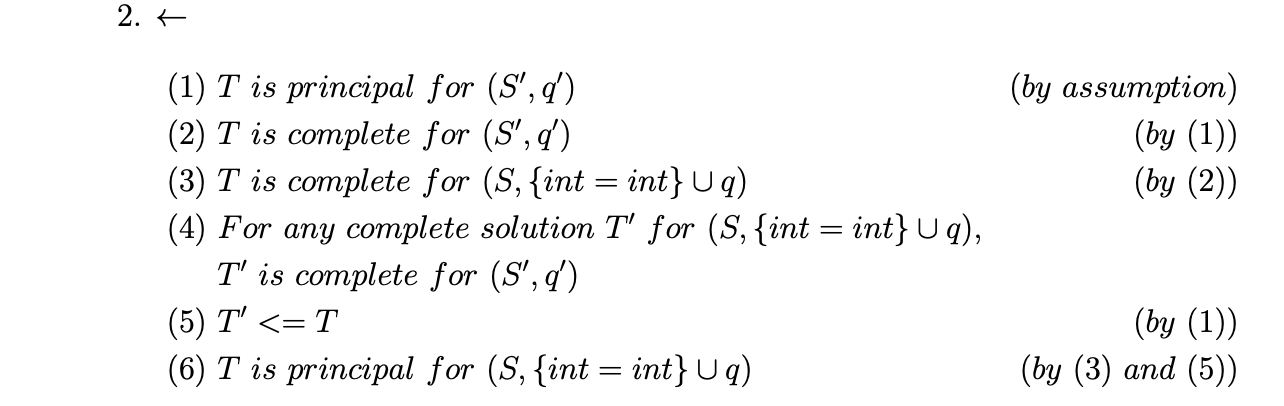 2. ←
(1) T is principal for (S′, q′) (by assumption)
(2) T is complete for (S′, q′) (by (1))
(3) T is complete for (S, {int = int} ∪ q) (by (2))
(4) For any complete solution T′ for (S, {int = int} ∪ q),
T′ is complete for (S′, q′)
(5) T′ <= T (by (1))
(6) T is principal for (S, {int = int} ∪ q) (by (3) and (5))